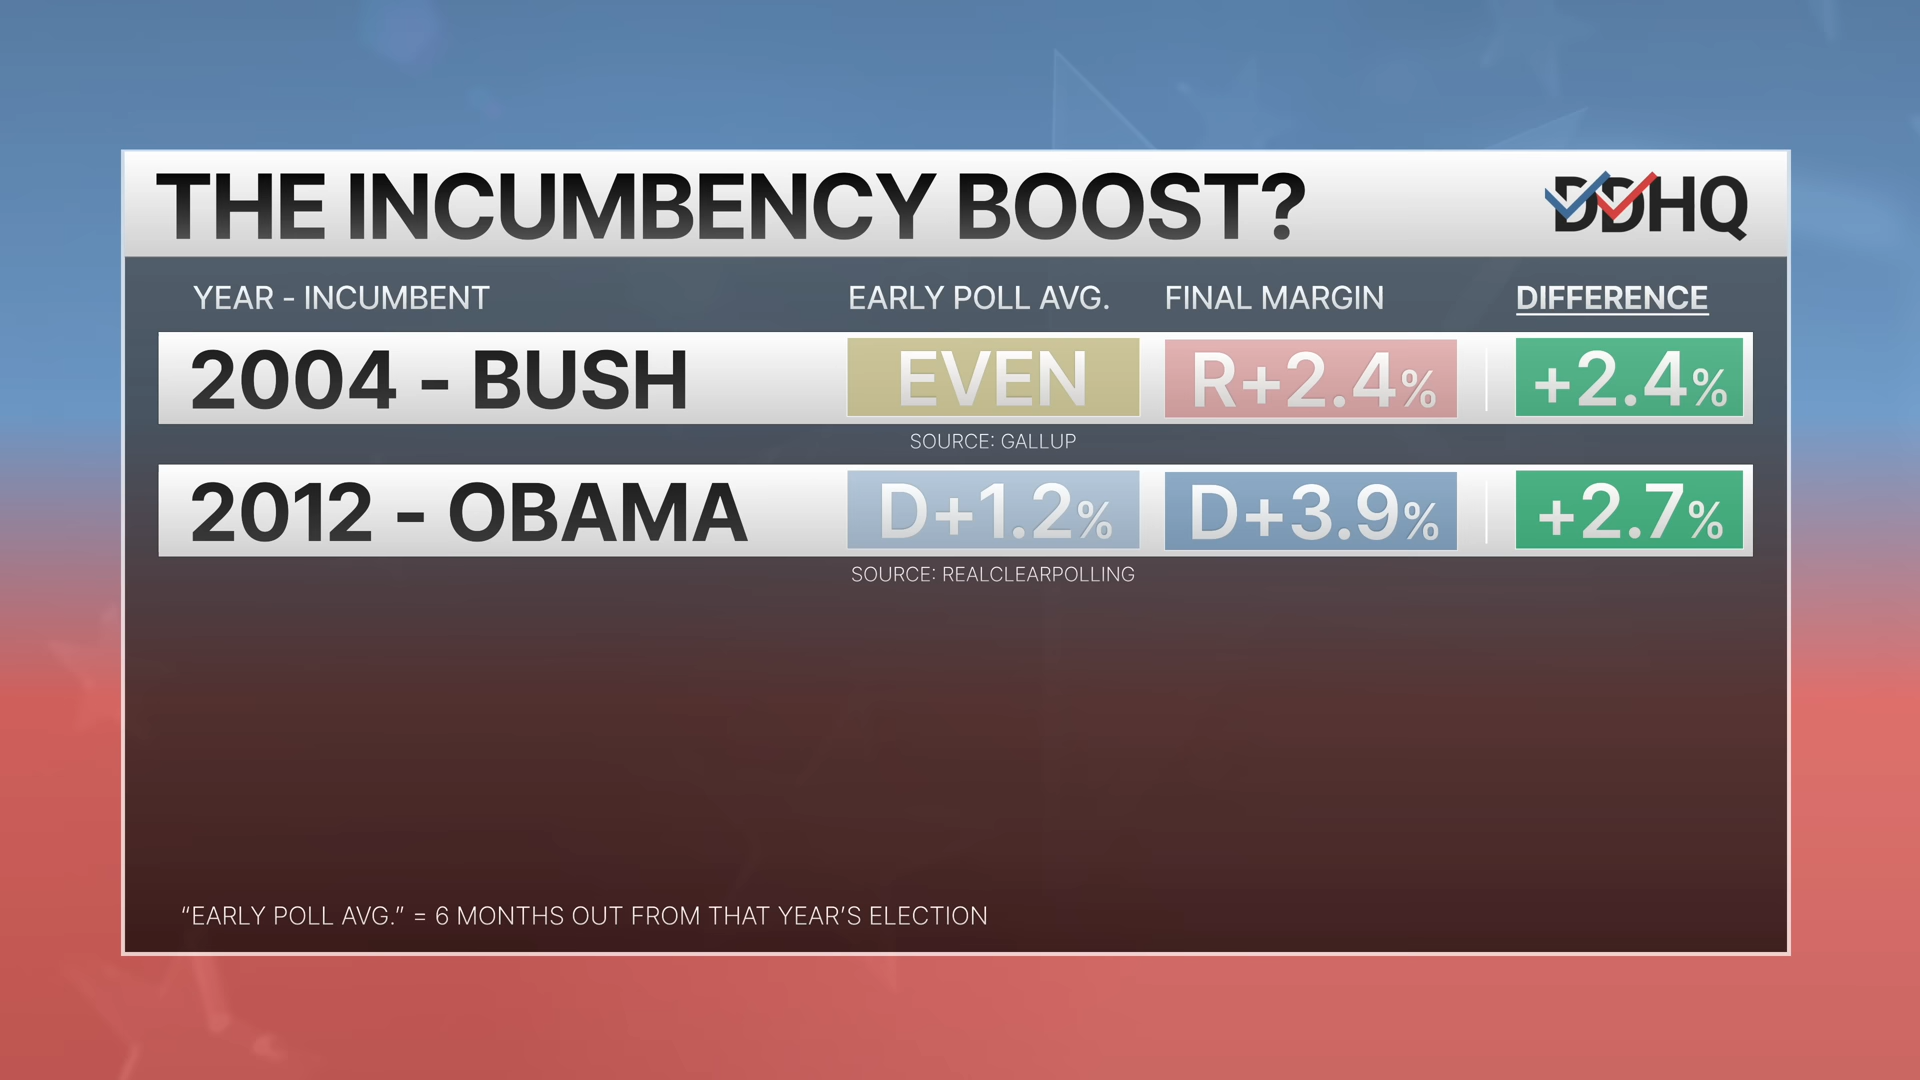 THE INCUMBENCY BOOST?
DDHQ
YEAR - INCUMBENT EARLY POLL AVG. FINAL MARGIN DIFFERENCE
2004 - BUSH EVEN R+2.4% +2.4%
SOURCE: GALLUP
2012 - OBAMA D+1.2% D+3.9% +2.7%
SOURCE: REALCLEARPOLLING
“EARLY POLL AVG.” = 6 MONTHS OUT FROM THAT YEAR’S ELECTION